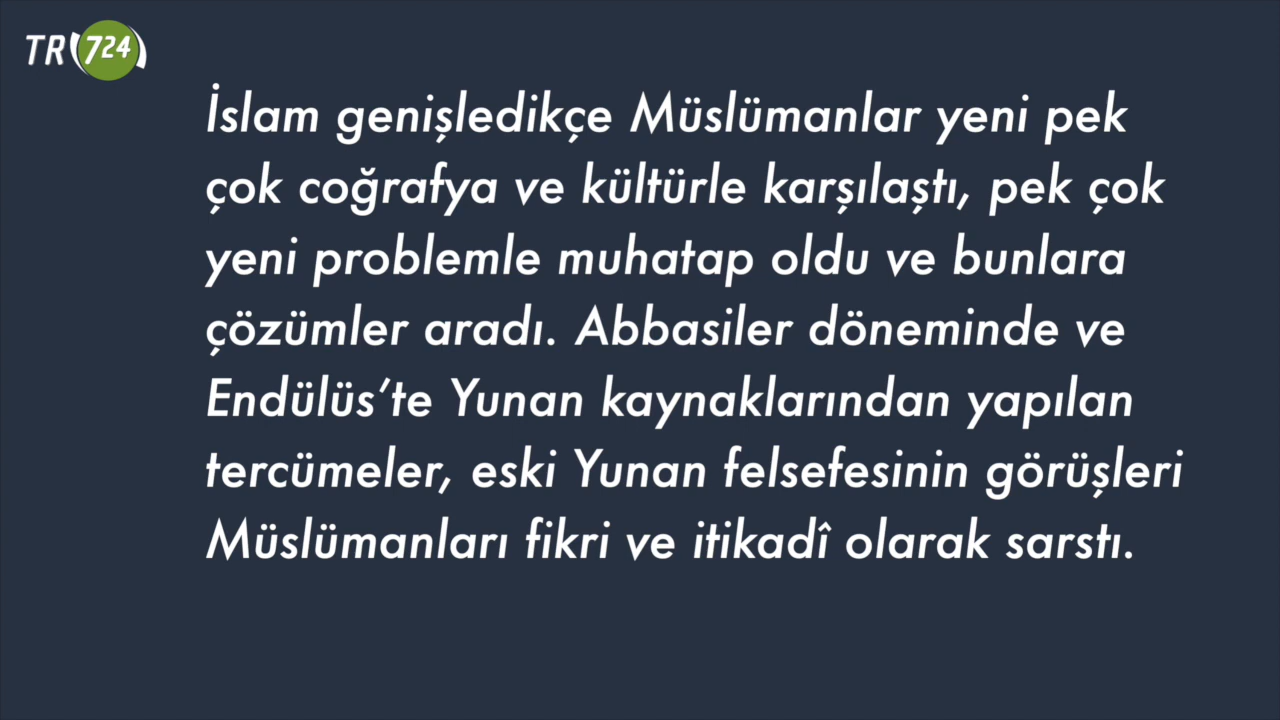 TR724
İslam genişledikçe Müslümanlar yeni pek
çok coğrafya ve kültürle karşılaştı, pek çok
yeni problemle muhatap oldu ve bunlara
çözümler aradı. Abbasiler döneminde ve
Endülüs’te Yunan kaynaklarından yapılan
tercümeler, eski Yunan felsefesinin görüşleri
Müslümanları fikri ve itikadî olarak sarstı.